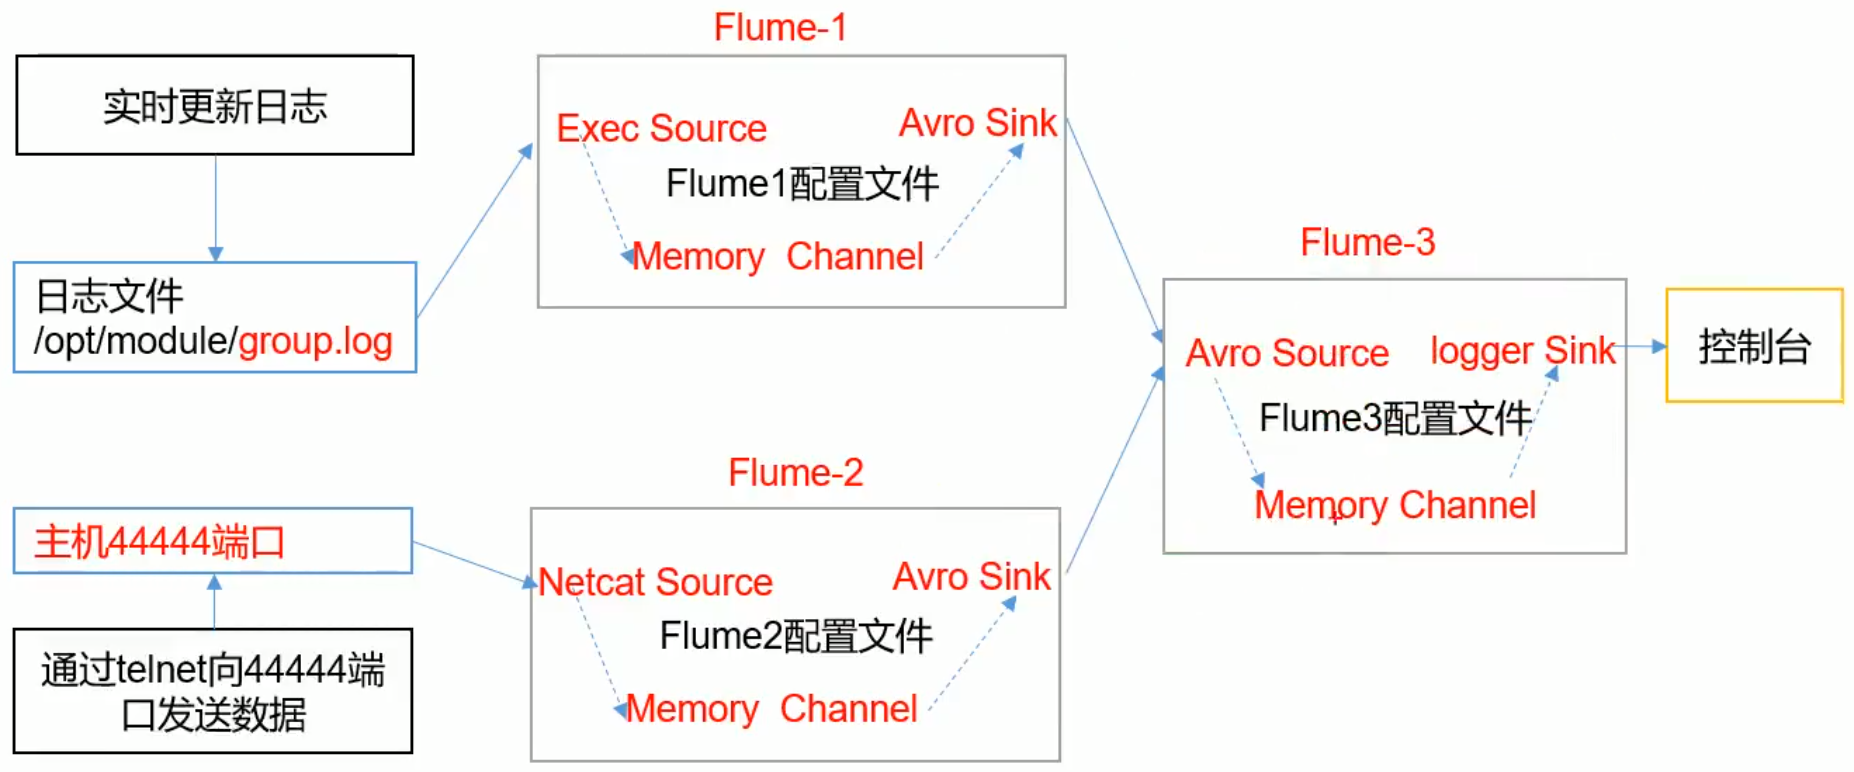 Flume-1
实时更新日志
Exec Source
Avro Sink
Flume1配置文件
Memory Channel
日志文件
/opt/module/group.log
Flume-3
Avro Source
logger Sink
Flume3配置文件
Memory Channel
控制台
Flume-2
主机44444端口
Netcat Source
Avro Sink
Flume2配置文件
Memory Channel
通过telnet向44444端
口发送数据